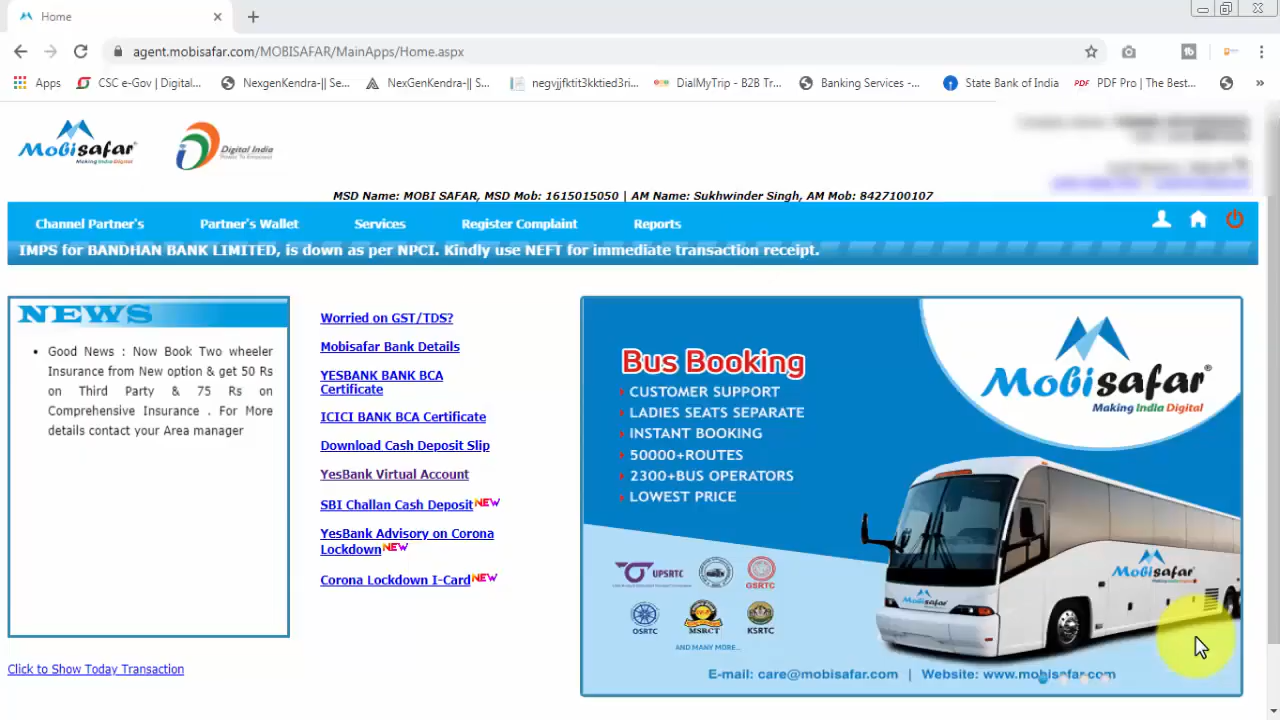 Home
agent.mobisafar.com/MOBISAFAR/MainApps/Home.aspx
Apps CSC e-Gov | Digital... NexgenKendra-|| Se... NexGenKendra-|| S... negvjjfktit3kktied3ri... DialMyTrip - B2B Tr... Banking Services -... State Bank of India PDF PDF Pro | The Best... »
Mobisafar
Making India Digital
Digital India
Power To Empower
MSD Name: MOBI SAFAR, MSD Mob: 1615015050 | AM Name: Sukhwinder Singh, AM Mob: 8427100107
Channel Partner's Partner's Wallet Services Register Complaint Reports
IMPS for BANDHAN BANK LIMITED, is down as per NPCI. Kindly use NEFT for immediate transaction receipt.
NEWS
• Good News : Now Book Two wheeler
Insurance from New option & get 50 Rs
on Third Party & 75 Rs on
Comprehensive Insurance . For More
details contact your Area manager
Click to Show Today Transaction
Worried on GST/TDS?
Mobisafar Bank Details
YESBANK BANK BCA
Certificate
ICICI BANK BCA Certificate
Download Cash Deposit Slip
YesBank Virtual Account
SBI Challan Cash Deposit NEW
YesBank Advisory on Corona
Lockdown NEW
Corona Lockdown I-Card NEW
Bus Booking
CUSTOMER SUPPORT
LADIES SEATS SEPARATE
INSTANT BOOKING
50000+ROUTES
2300+BUS OPERATORS
LOWEST PRICE
Mobisafar®
Making India Digital
UPSRTC GSRTC
OSRTC MSRCT KSRTC
AND MANY MORE...
Mobisafar
Mobisafar
E-mail: care@mobisafar.com | Website: www.mobisafar.com